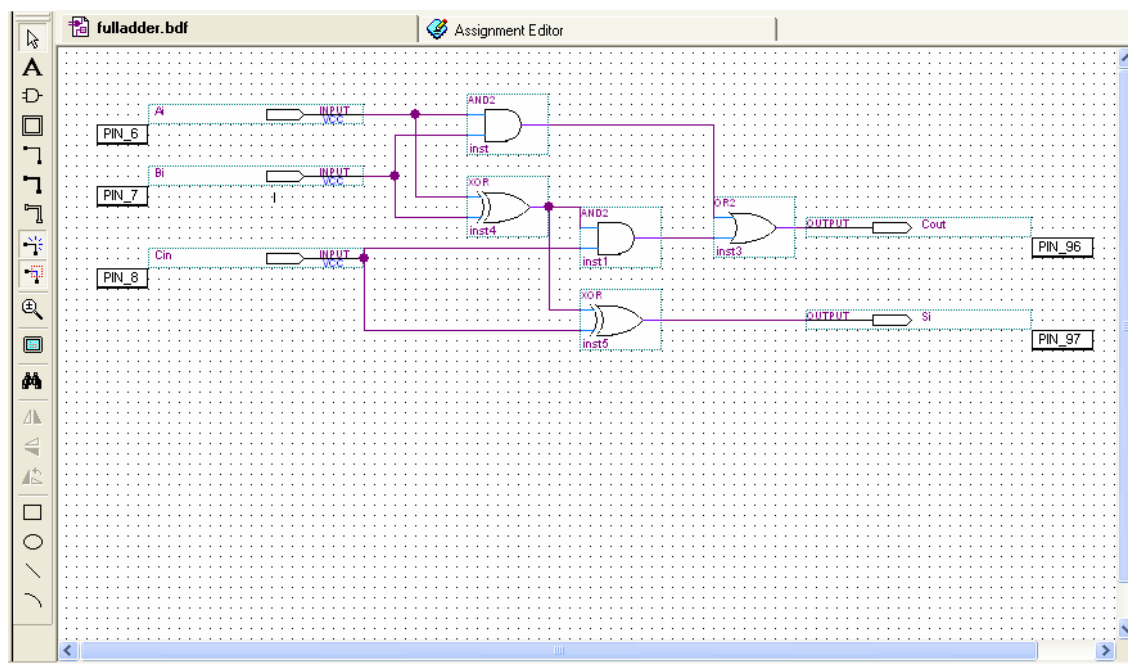 fulladder.bdf
Assignment Editor
A
AND2
Ai
INPUT
VCC
PIN_6
inst
Bi
INPUT
VCC
PIN_7
XOR
inst4
OR2
AND2
OUTPUT
Cout
Cin
INPUT
VCC
inst3
PIN_96
inst1
PIN_8
XOR
OUTPUT
Si
inst5
PIN_97